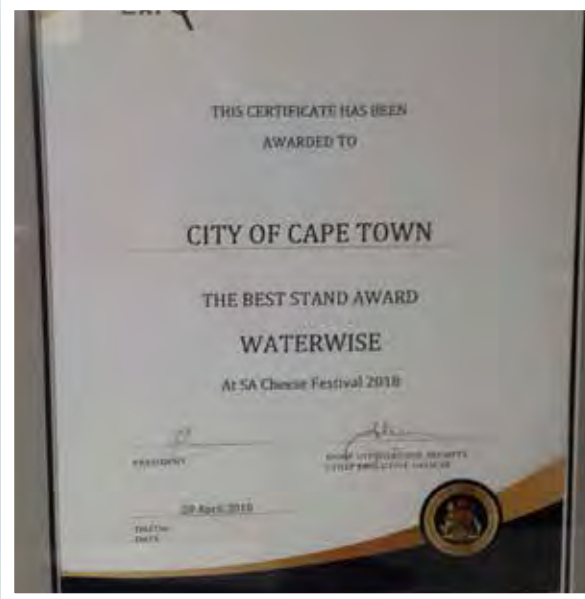 THIS CERTIFICATE HAS BEEN
AWARDED TO
CITY OF CAPE TOWN
THE BEST STAND AWARD
WATERWISE
At SA Cheese Festival 2018
PRESIDENT
CHIEF EXECUTIVE OFFICER
April 2018
DATE